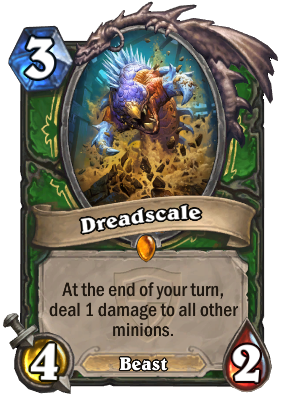 3
Dreadscale
At the end of your turn,
deal 1 damage to all other
minions.
4
Beast
2